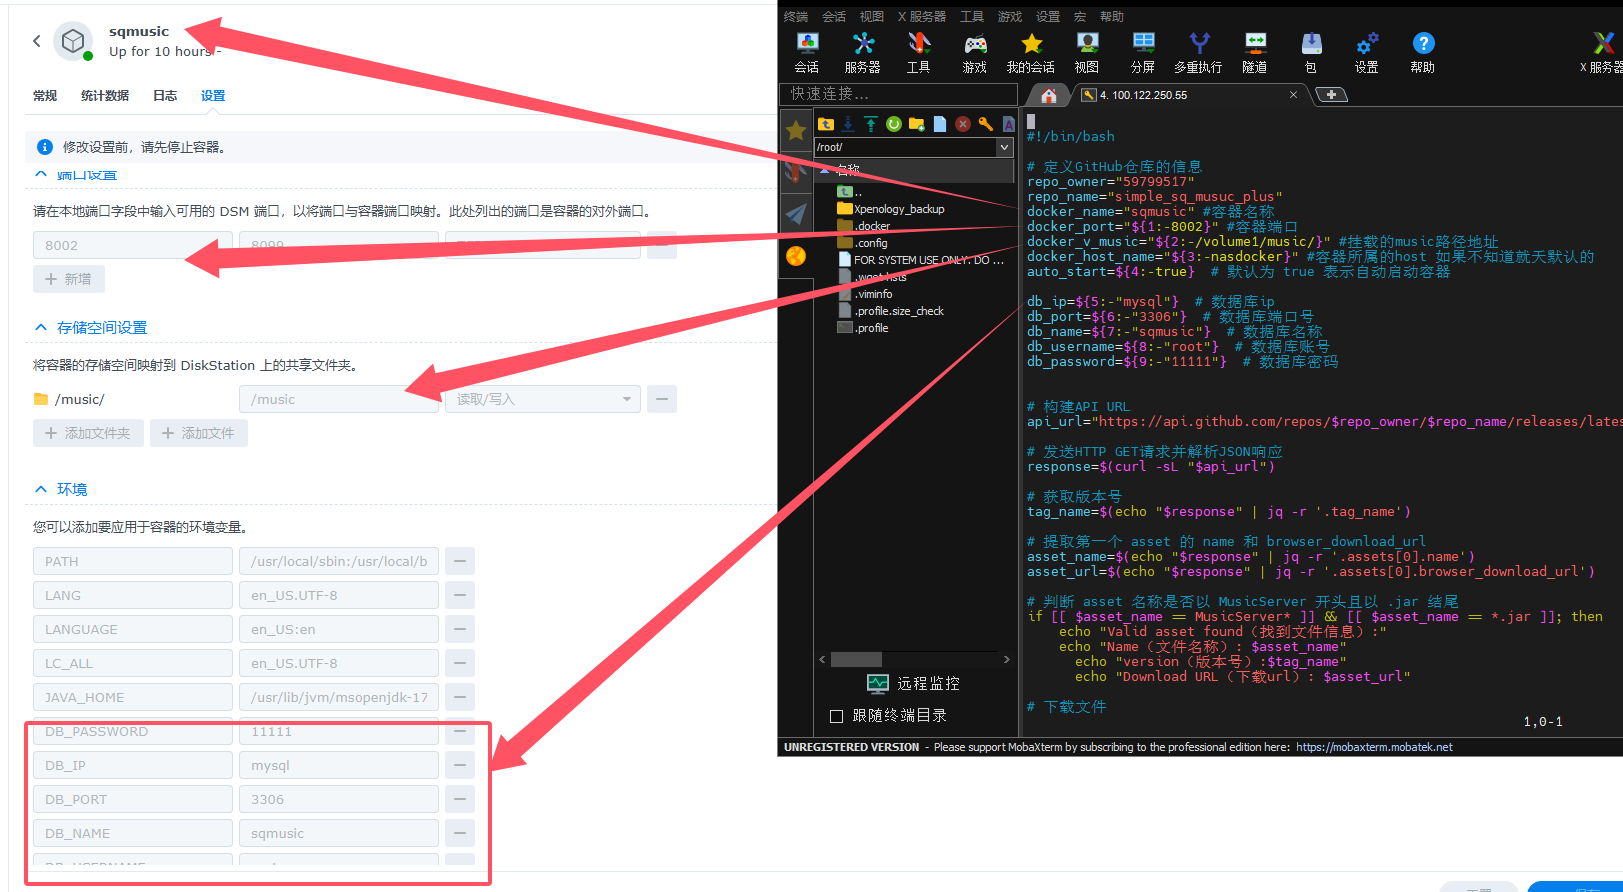 sqmusic
Up for 10 hours -
常规 统计数据 日志 设置
修改设置前，请先停止容器。
端口设置
请在本地端口字段中输入可用的 DSM 端口，以将端口与容器端口映射。此处列出的端口是容器的对外端口。
8002 8099
新增
存储空间设置
将容器的存储空间映射到 DiskStation 上的共享文件夹。
/music/ /music 读取/写入
添加文件夹 添加文件
环境
您可以添加要应用于容器的环境变量。
PATH /usr/local/sbin:/usr/local/b
LANG en_US.UTF-8
LANGUAGE en_US:en
LC_ALL en_US.UTF-8
JAVA_HOME /usr/lib/jvm/msopenjdk-17
DB_PASSWORD 11111
DB_IP mysql
DB_PORT 3306
DB_NAME sqmusic
DB_USERNAME
终端 会话 视图 X 服务器 工具 游戏 设置 宏 帮助
会话 服务器 工具 游戏 我的会话 视图 分屏 多重执行 隧道 包 设置 帮助 X 服务器
快速连接...
4. 100.122.250.55
/root/
名称
..
Xpenology_backup
.docker
.config
FOR SYSTEM USE ONLY. DO ...
.wget-hsts
.viminfo
.profile.size_check
.profile
远程监控
跟随终端目录
#!/bin/bash
# 定义GitHub仓库的信息
repo_owner="59799517"
repo_name="simple_sq_musuc_plus"
docker_name="sqmusic" #容器名称
docker_port="${1:-8002}" #容器端口
docker_v_music="${2:-/volume1/music/}" #挂载的music路径地址
docker_host_name="${3:-nasdocker}" #容器所属的host 如果不知道就天默认的
auto_start=${4:-true}  # 默认为 true 表示自动启动容器
db_ip=${5:-"mysql"}  # 数据库ip
db_port=${6:-"3306"}  # 数据库端口号
db_name=${7:-"sqmusic"}  # 数据库名称
db_username=${8:-"root"}  # 数据库账号
db_password=${9:-"11111"}  # 数据库密码
# 构建API URL
api_url="https://api.github.com/repos/$repo_owner/$repo_name/releases/lates
# 发送HTTP GET请求并解析JSON响应
response=$(curl -sL "$api_url")
# 获取版本号
tag_name=$(echo "$response" | jq -r '.tag_name')
# 提取第一个 asset 的 name 和 browser_download_url
asset_name=$(echo "$response" | jq -r '.assets[0].name')
asset_url=$(echo "$response" | jq -r '.assets[0].browser_download_url')
# 判断 asset 名称是否以 MusicServer 开头且以 .jar 结尾
if [[ $asset_name == MusicServer* ]] && [[ $asset_name == *.jar ]]; then
echo "Valid asset found（找到文件信息）:"
echo "Name（文件名称）: $asset_name"
echo "version（版本号）:$tag_name"
echo "Download URL（下载url）: $asset_url"
# 下载文件
1,0-1
UNREGISTERED VERSION - Please support MobaXterm by subscribing to the professional edition here: https://mobaxterm.mobatek.net